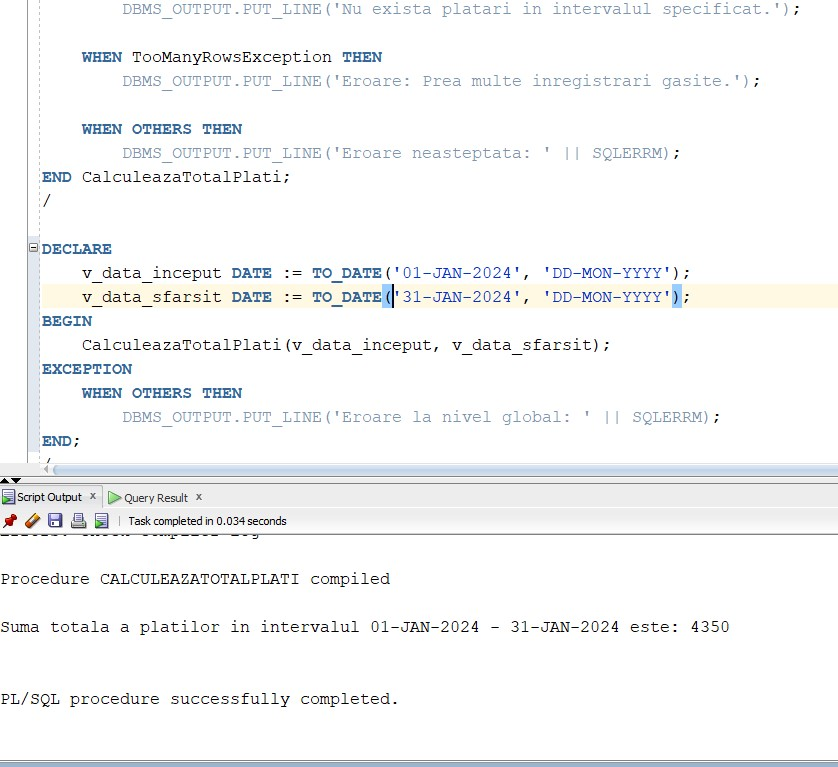 DBMS_OUTPUT.PUT_LINE('Nu exista platari in intervalul specificat.');
WHEN TooManyRowsException THEN
DBMS_OUTPUT.PUT_LINE('Eroare: Prea multe inregistrari gasite.');
WHEN OTHERS THEN
DBMS_OUTPUT.PUT_LINE('Eroare neasteptata: ' || SQLERRM);
END CalculeazaTotalPlati;
/
DECLARE
v_data_inceput DATE := TO_DATE('01-JAN-2024', 'DD-MON-YYYY');
v_data_sfarsit DATE := TO_DATE('31-JAN-2024', 'DD-MON-YYYY');
BEGIN
CalculeazaTotalPlati(v_data_inceput, v_data_sfarsit);
EXCEPTION
WHEN OTHERS THEN
DBMS_OUTPUT.PUT_LINE('Eroare la nivel global: ' || SQLERRM);
END;
/
Script Output x Query Result x
Task completed in 0.034 seconds
Procedure CALCULEAZATOTALPLATI compiled
Suma totala a platilor in intervalul 01-JAN-2024 - 31-JAN-2024 este: 4350
PL/SQL procedure successfully completed.